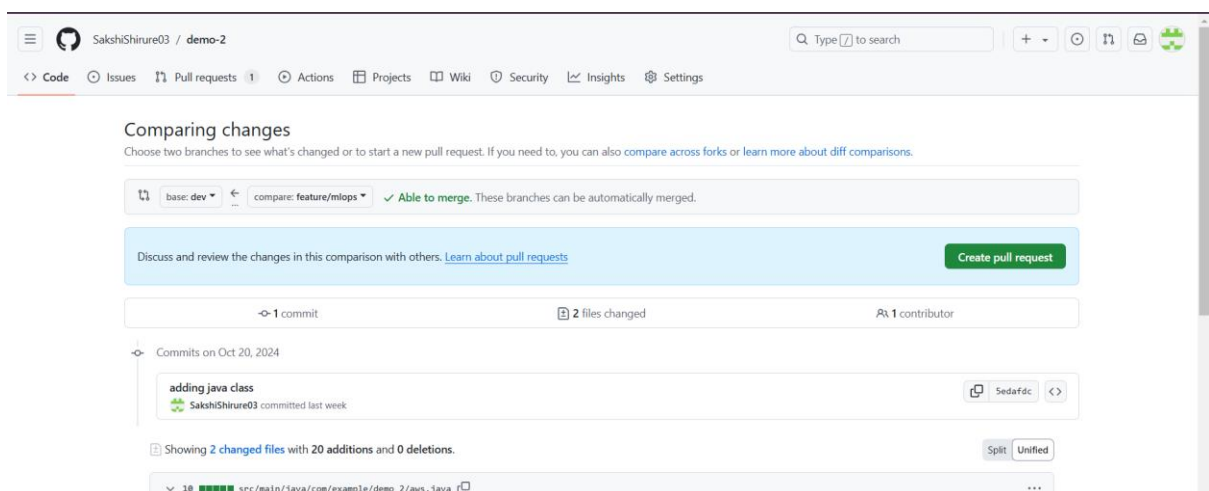 SakshiShirure03 / demo-2
Type / to search
Code Issues Pull requests 1 Actions Projects Wiki Security Insights Settings
Comparing changes
Choose two branches to see what's changed or to start a new pull request. If you need to, you can also compare across forks or learn more about diff comparisons.
base: dev compare: feature/mlops Able to merge. These branches can be automatically merged.
Discuss and review the changes in this comparison with others. Learn about pull requests
Create pull request
1 commit 2 files changed 1 contributor
Commits on Oct 20, 2024
adding java class
5edafdc
SakshiShirure03 committed last week
Showing 2 changed files with 20 additions and 0 deletions.
Split Unified
10 src/main/java/com/example/demo_2/aws.java